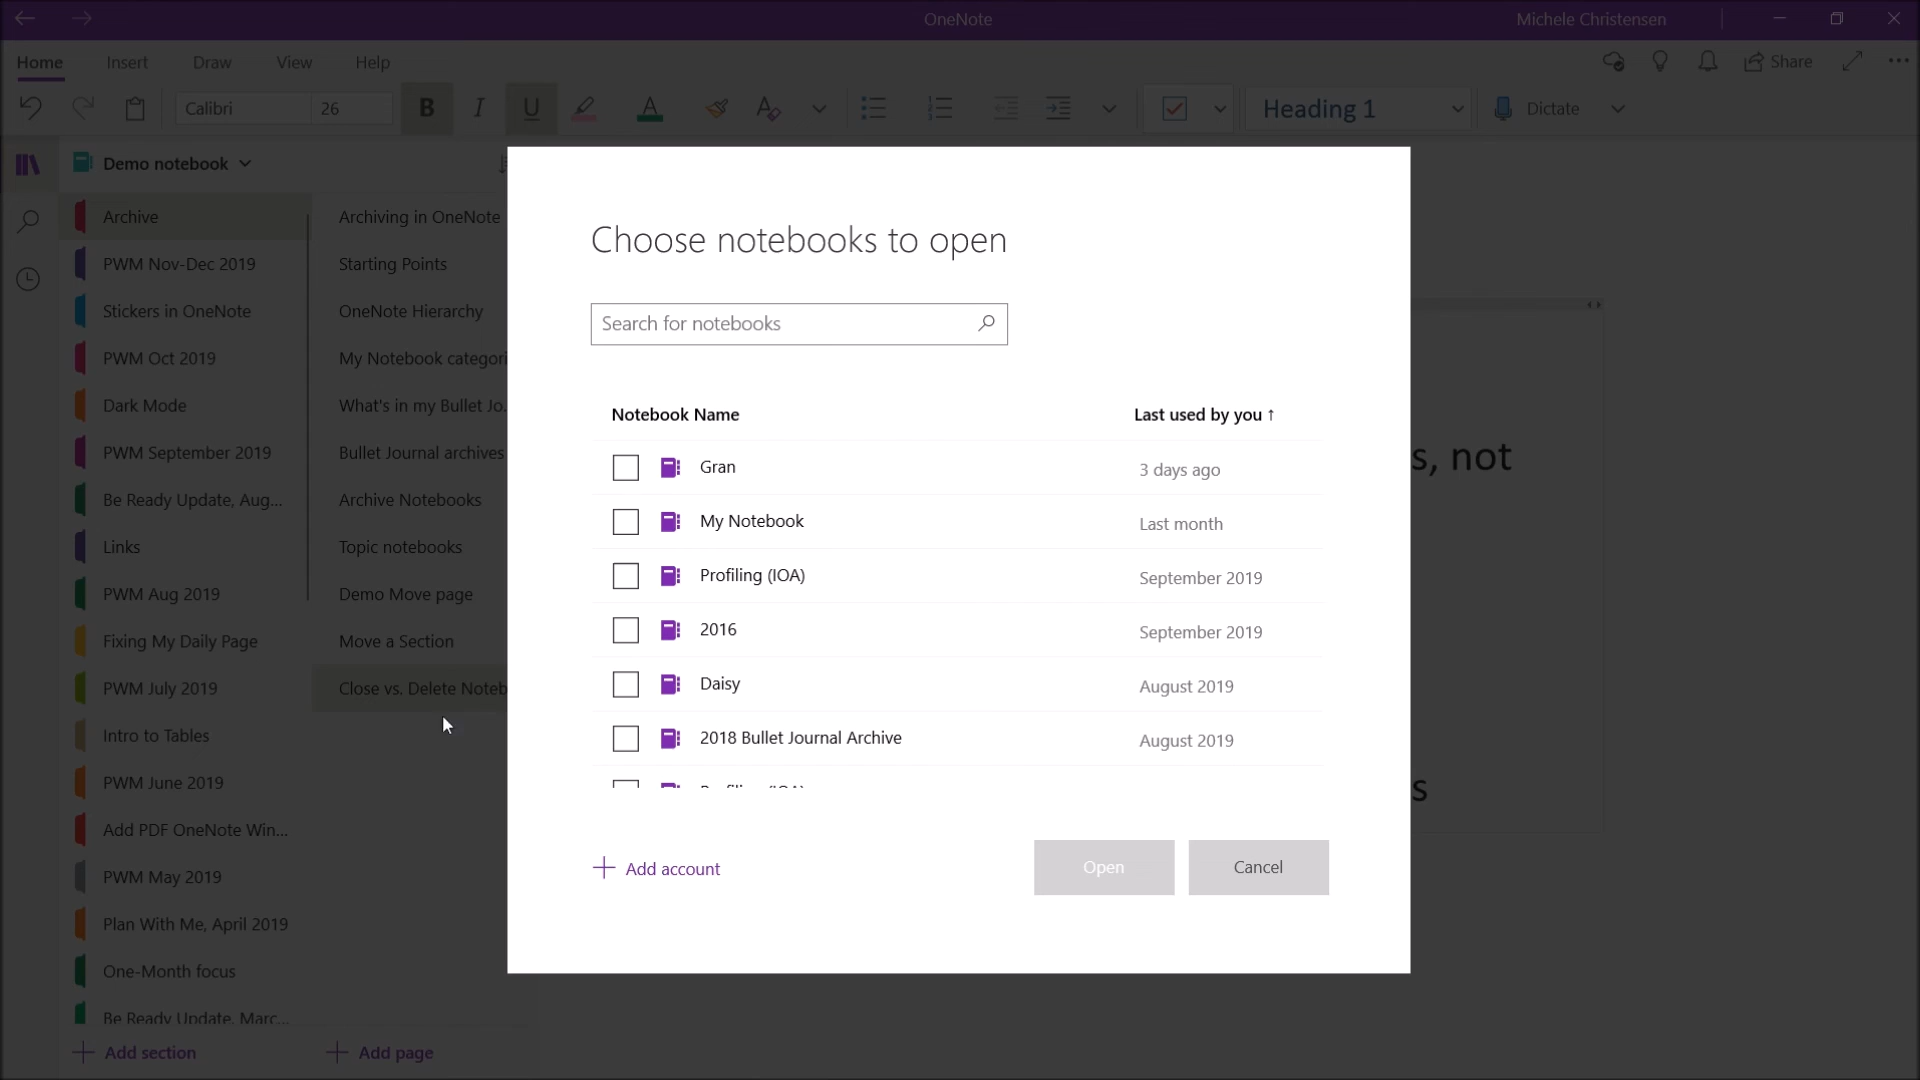 OneNote
Michele Christensen
Home Insert Draw View Help
Share
Calibri 26 B I U A A Heading 1 Dictate
Demo notebook
Archive
PWM Nov-Dec 2019
Stickers in OneNote
PWM Oct 2019
Dark Mode
PWM September 2019
Be Ready Update, Aug...
Links
PWM Aug 2019
Fixing My Daily Page
PWM July 2019
Intro to Tables
PWM June 2019
Add PDF OneNote Win...
PWM May 2019
Plan With Me, April 2019
One-Month focus
Be Ready Update, Marc...
Add section
Archiving in OneNote
Starting Points
OneNote Hierarchy
My Notebook categori
What's in my Bullet Jo.
Bullet Journal archives
Archive Notebooks
Topic notebooks
Demo Move page
Move a Section
Close vs. Delete Noteb
Add page
Choose notebooks to open
Search for notebooks
Notebook Name Last used by you ↑
Gran 3 days ago
My Notebook Last month
Profiling (IOA) September 2019
2016 September 2019
Daisy August 2019
2018 Bullet Journal Archive August 2019
Add account
Open
Cancel
s, not
s